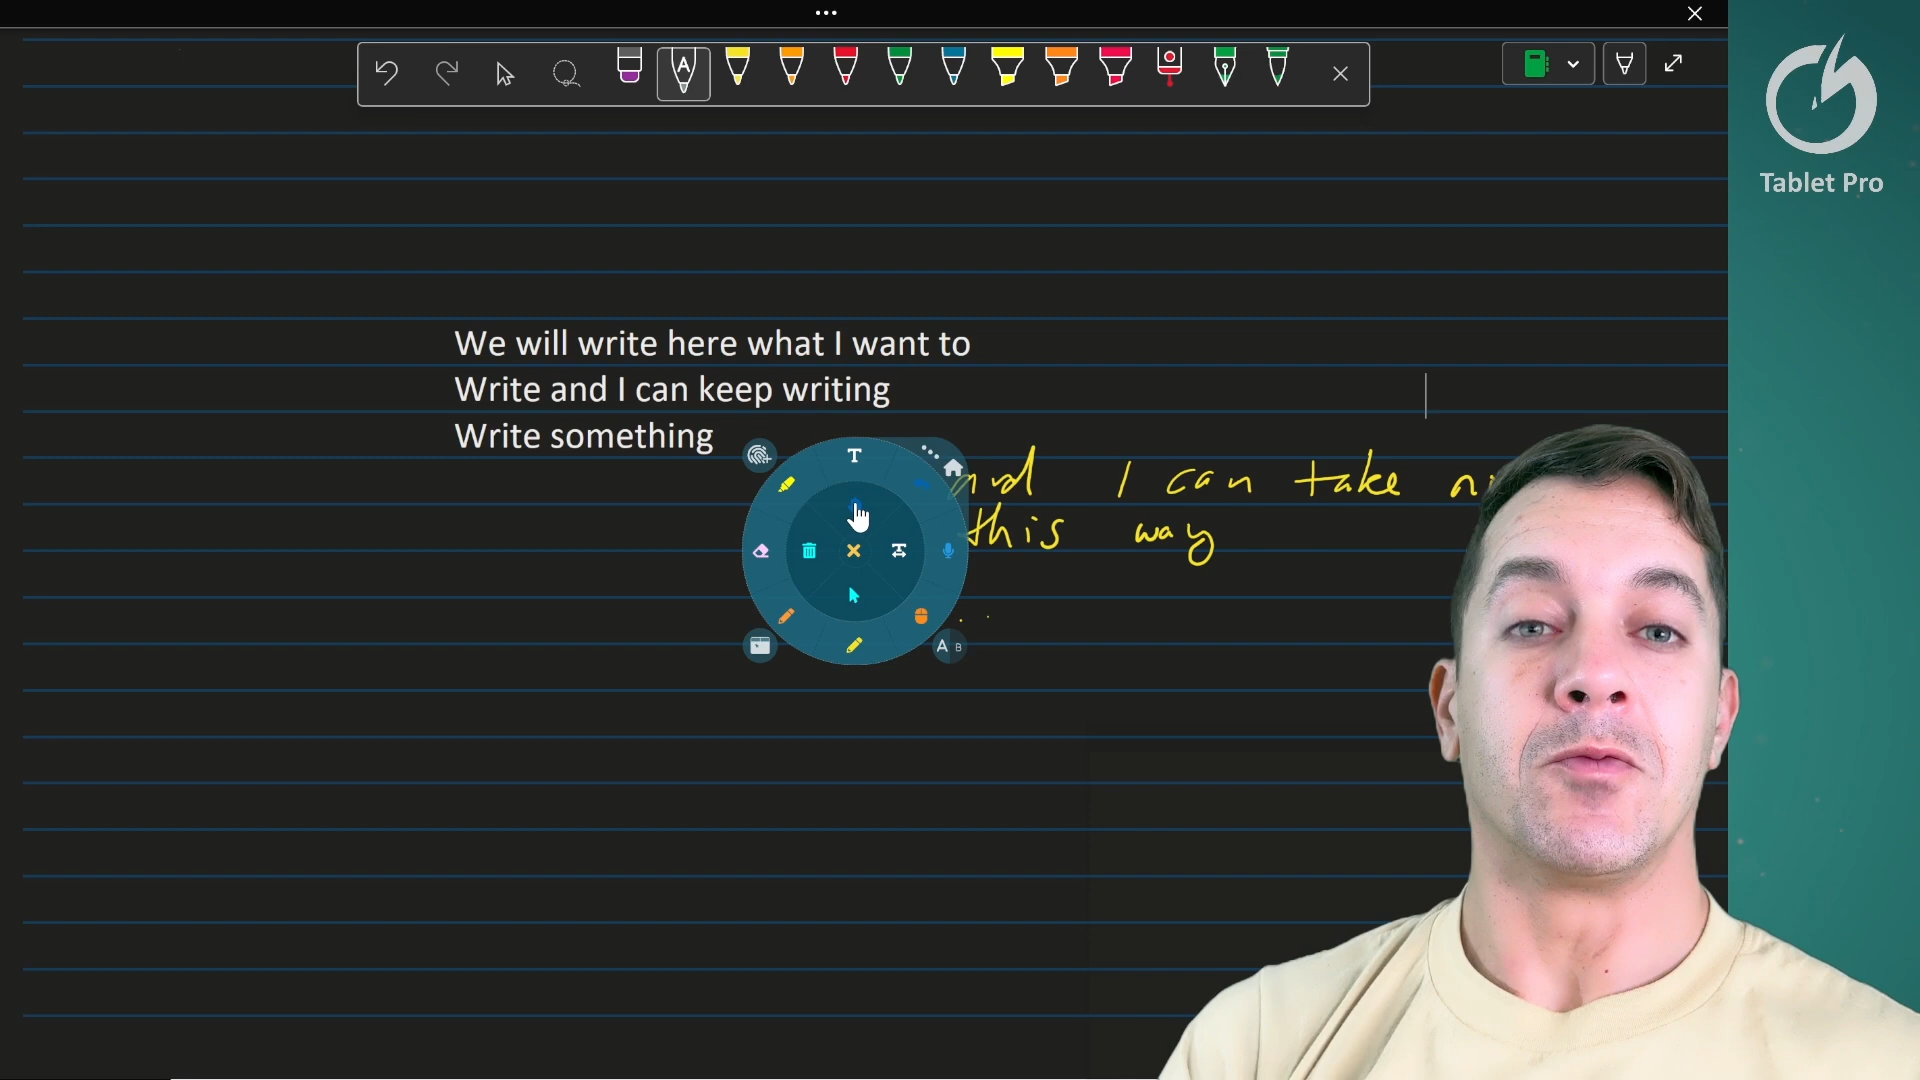 Tablet Pro
We will write here what I want to
Write and I can keep writing
Write something
I can take
this way
T
A B
A